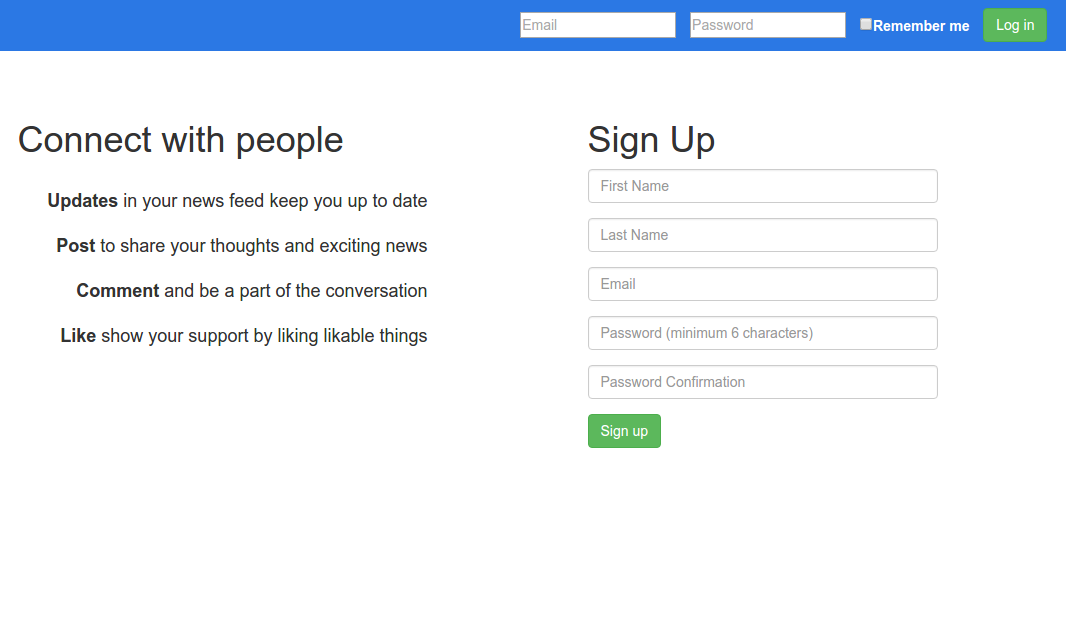 Email Password Remember me Log in
Connect with people
Updates in your news feed keep you up to date
Post to share your thoughts and exciting news
Comment and be a part of the conversation
Like show your support by liking likable things
Sign Up
First Name
Last Name
Email
Password (minimum 6 characters)
Password Confirmation
Sign up